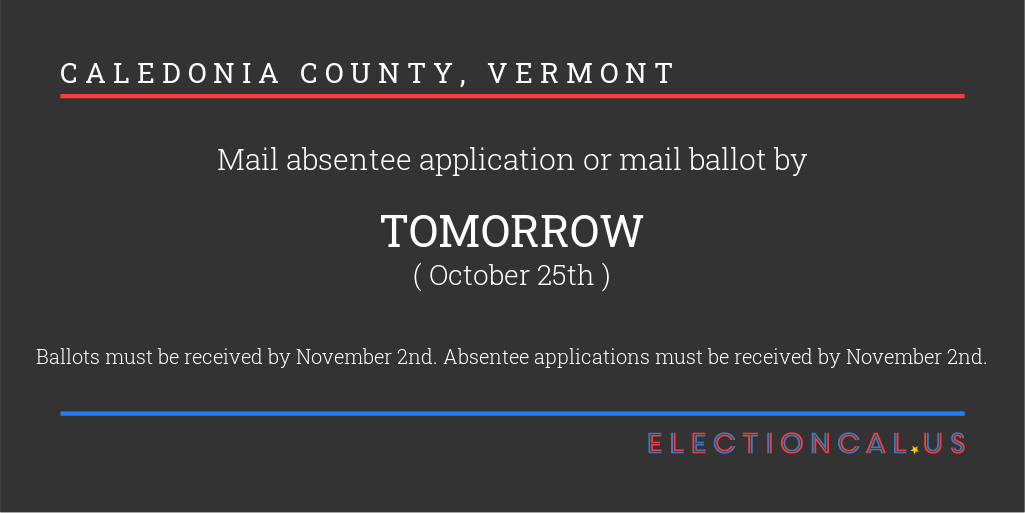 CALEDONIA COUNTY, VERMONT
Mail absentee application or mail ballot by
TOMORROW
( October 25th )
Ballots must be received by November 2nd. Absentee applications must be received by November 2nd.
ELECTIONCAL.US